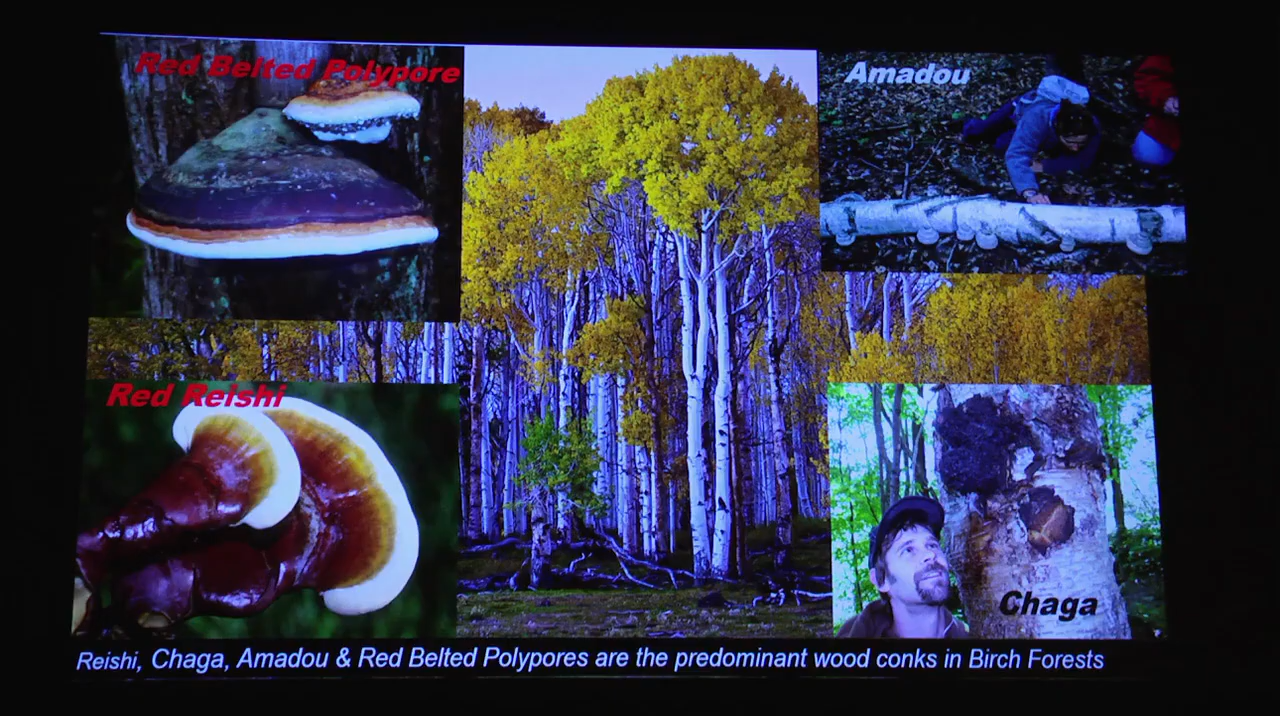 Red Belted Polypore
Amadou
Red Reishi
Chaga
Reishi, Chaga, Amadou & Red Belted Polypores are the predominant wood conks in Birch Forests